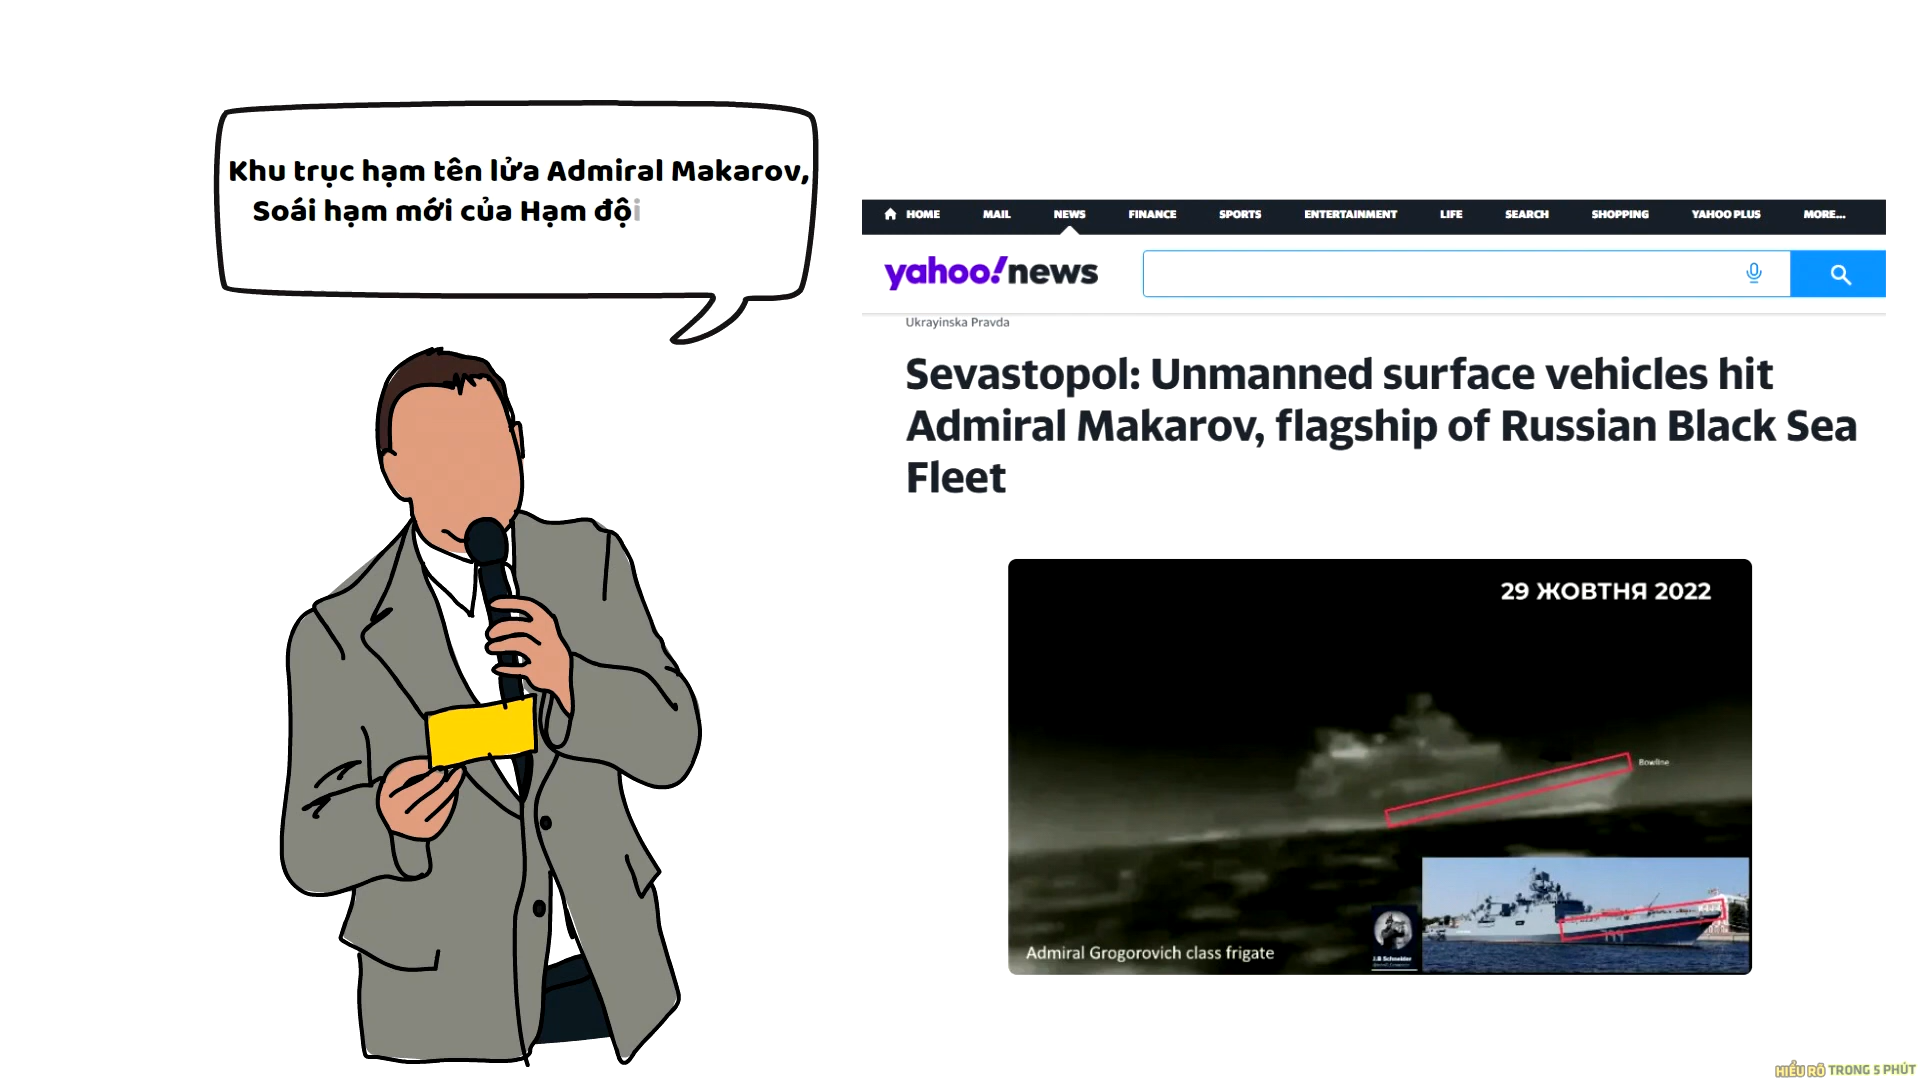 Khu trục hạm tên lửa Admiral Makarov,
Soái hạm mới của Hạm đội
HOME MAIL NEWS FINANCE SPORTS ENTERTAINMENT LIFE SEARCH SHOPPING YAHOO PLUS MORE...
yahoo!news
Ukrayinska Pravda
Sevastopol: Unmanned surface vehicles hit
Admiral Makarov, flagship of Russian Black Sea
Fleet
29 ЖОВТНЯ 2022
Bowline
Admiral Grogorovich class frigate
J.B Schneider
799
HIỂU RÕ TRONG 5 PHÚT